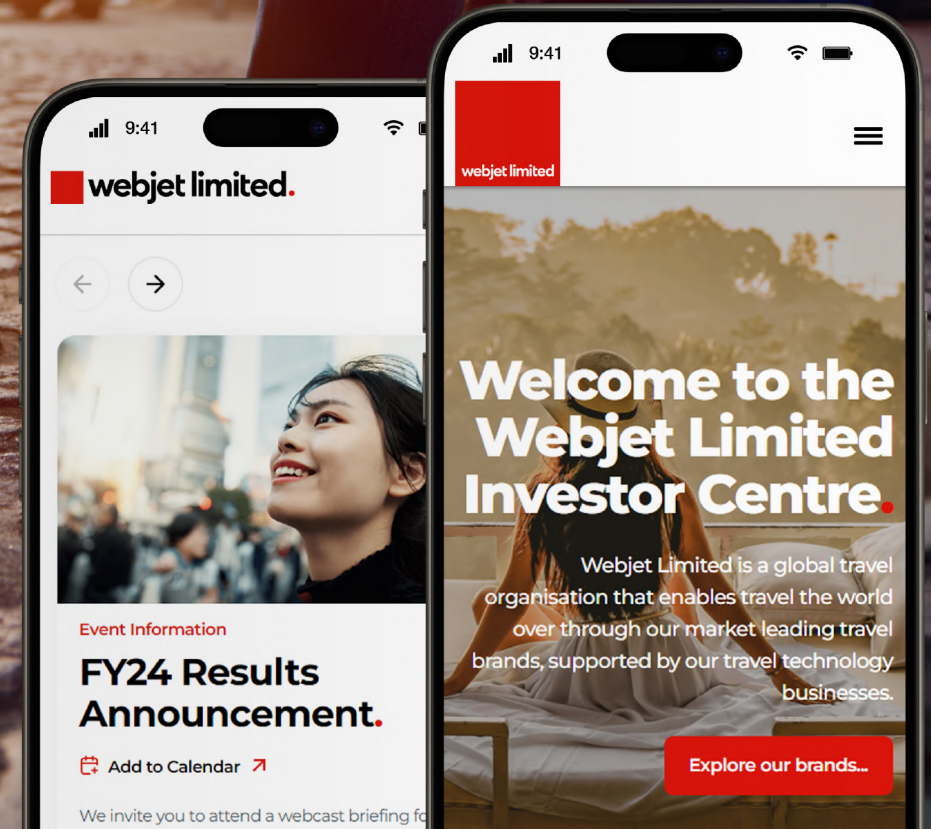 9:41
webjet limited.
Event Information
FY24 Results
Announcement.
Add to Calendar
We invite you to attend a webcast briefing fo
9:41
webjet limited
Welcome to the
Webjet Limited
Investor Centre.
Webjet Limited is a global travel
organisation that enables travel the world
over through our market leading travel
brands, supported by our travel technology
businesses.
Explore our brands...